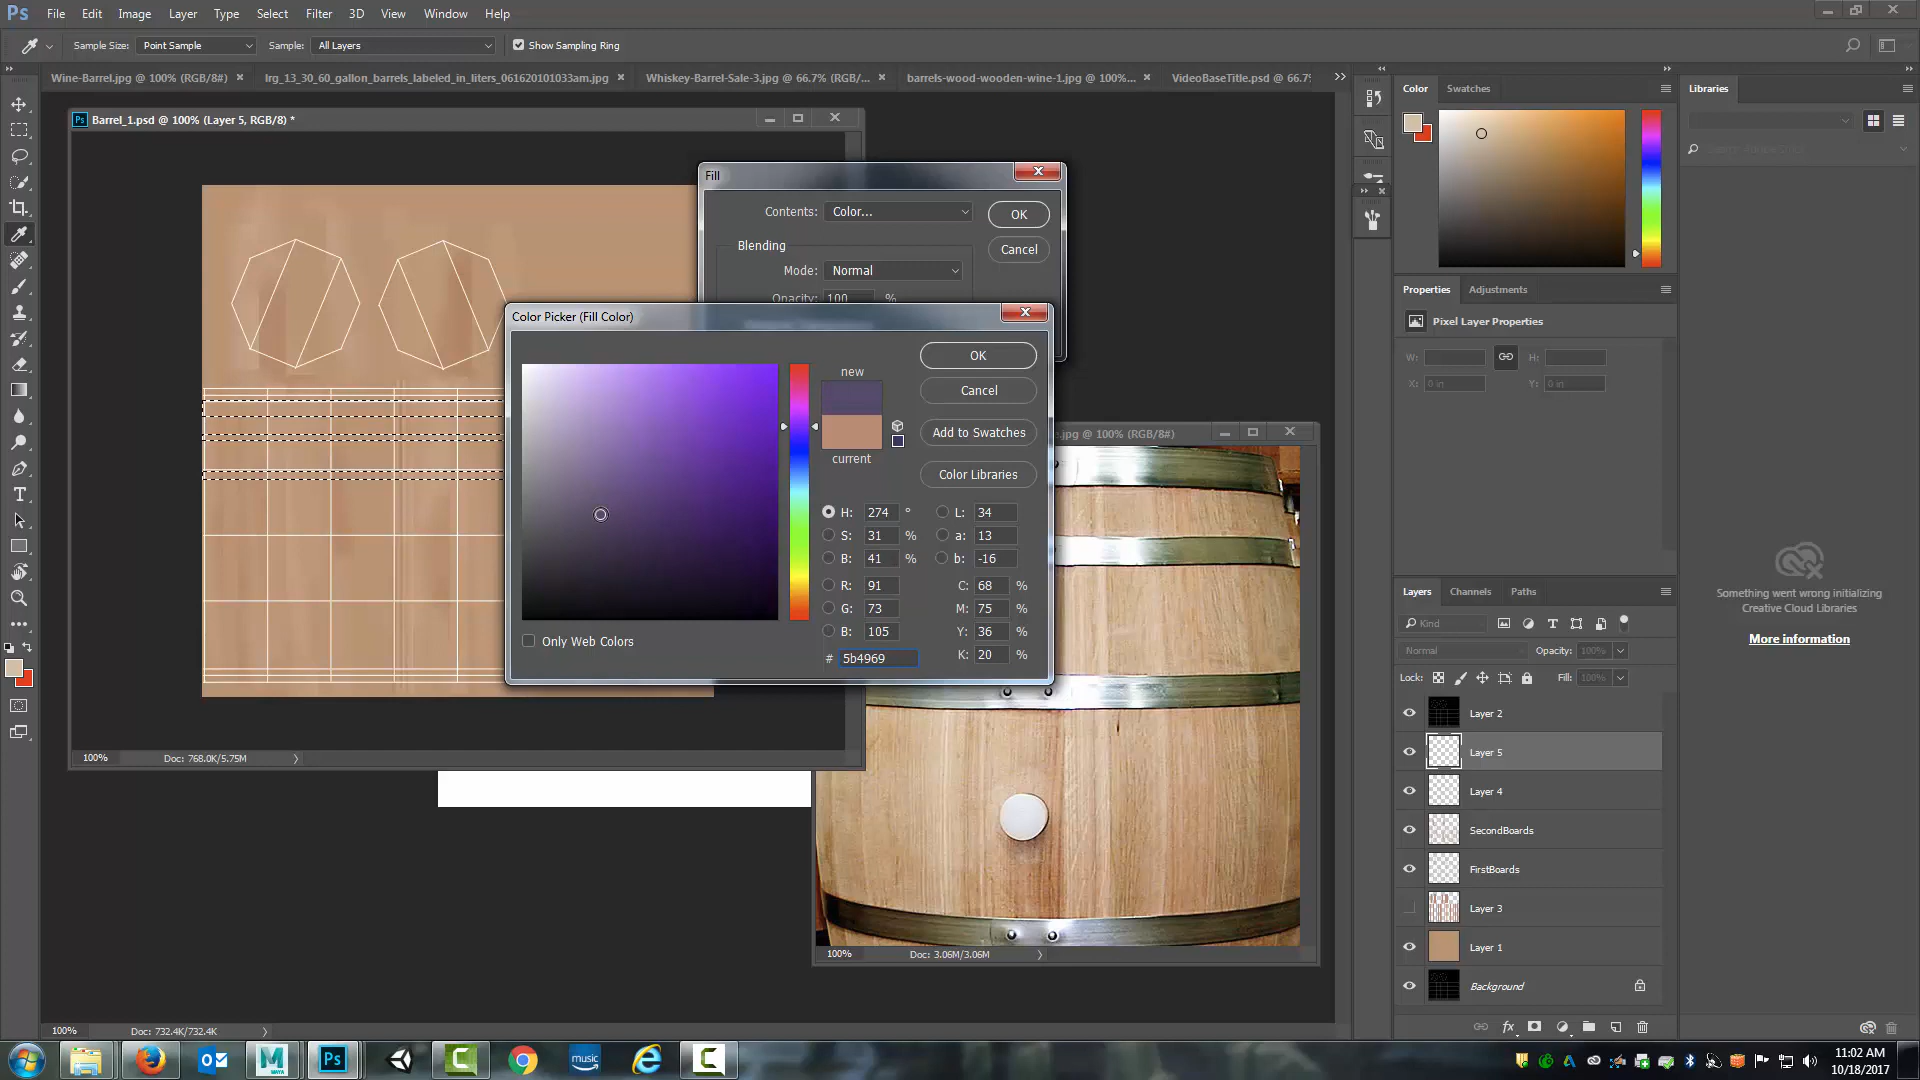 Ps File Edit Image Layer Type Select Filter 3D View Window Help
Sample Size: Point Sample Sample: All Layers Show Sampling Ring
Wine-Barrel.jpg @ 100% (RGB/8#) × lrg_13_30_60_gallon_barrels_labeled_in_liters_061620101033am.jpg × Whiskey-Barrel-Sale-3.jpg @ 66.7% (RGB/... × barrels-wood-wooden-wine-1.jpg @ 100%... × VideoBaseTitle.psd @ 66.7%
Barrel_1.psd @ 100% (Layer 5, RGB/8) *
100% Doc: 768.0K/5.75M
Fill
Contents: Color...
OK
Cancel
Blending
Mode: Normal
Opacity: 100 %
Color Picker (Fill Color)
new
current
OK
Cancel
Add to Swatches
Color Libraries
H: 274 °
S: 31 %
B: 41 %
R: 91
G: 73
B: 105
# 5b4969
L: 34
a: 13
b: -16
C: 68 %
M: 75 %
Y: 36 %
K: 20 %
Only Web Colors
e.jpg @ 100% (RGB/8#)
100% Doc: 3.06M/3.06M
100% Doc: 732.4K/732.4K
Color Swatches
Properties Adjustments
Pixel Layer Properties
W: H:
X: 0 in Y: 0 in
Layers Channels Paths
Kind
Normal Opacity: 100%
Lock: Fill: 100%
Layer 2
Layer 5
Layer 4
SecondBoards
FirstBoards
Layer 3
Layer 1
Background
Libraries
Something went wrong initializing
Creative Cloud Libraries
More information
music
11:02 AM
10/18/2017